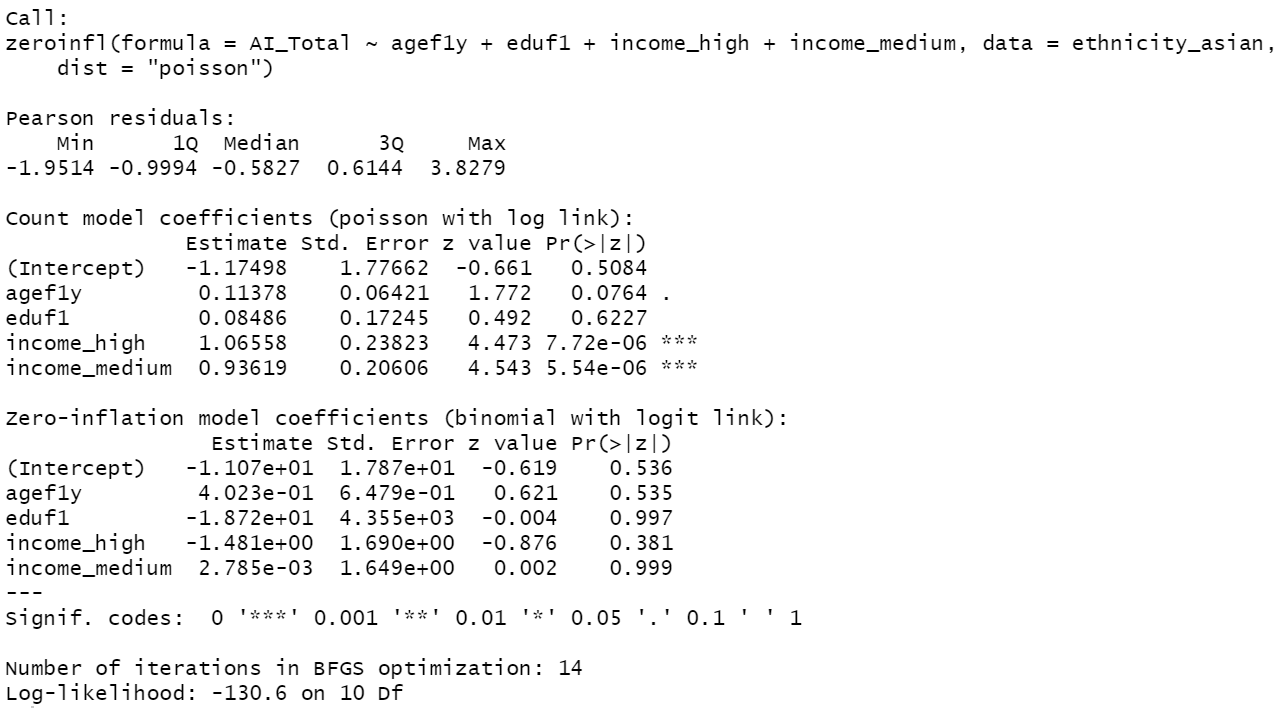 Call:
zeroinfl(formula = AI_Total ~ agef1y + eduf1 + income_high + income_medium, data = ethnicity_asian,
    dist = "poisson")

Pearson residuals:
    Min      1Q  Median      3Q     Max
-1.9514 -0.9994 -0.5827  0.6144  3.8279

Count model coefficients (poisson with log link):
              Estimate Std. Error z value Pr(>|z|)
(Intercept)   -1.17498    1.77662  -0.661   0.5084
agef1y         0.11378    0.06421   1.772   0.0764 .
eduf1          0.08486    0.17245   0.492   0.6227
income_high    1.06558    0.23823   4.473 7.72e-06 ***
income_medium  0.93619    0.20606   4.543 5.54e-06 ***

Zero-inflation model coefficients (binomial with logit link):
                Estimate Std. Error z value Pr(>|z|)
(Intercept)   -1.107e+01  1.787e+01  -0.619    0.536
agef1y         4.023e-01  6.479e-01   0.621    0.535
eduf1         -1.872e+01  4.355e+03  -0.004    0.997
income_high   -1.481e+00  1.690e+00  -0.876    0.381
income_medium  2.785e-03  1.649e+00   0.002    0.999
---
Signif. codes:  0 '***' 0.001 '**' 0.01 '*' 0.05 '.' 0.1 ' ' 1

Number of iterations in BFGS optimization: 14
Log-likelihood: -130.6 on 10 Df